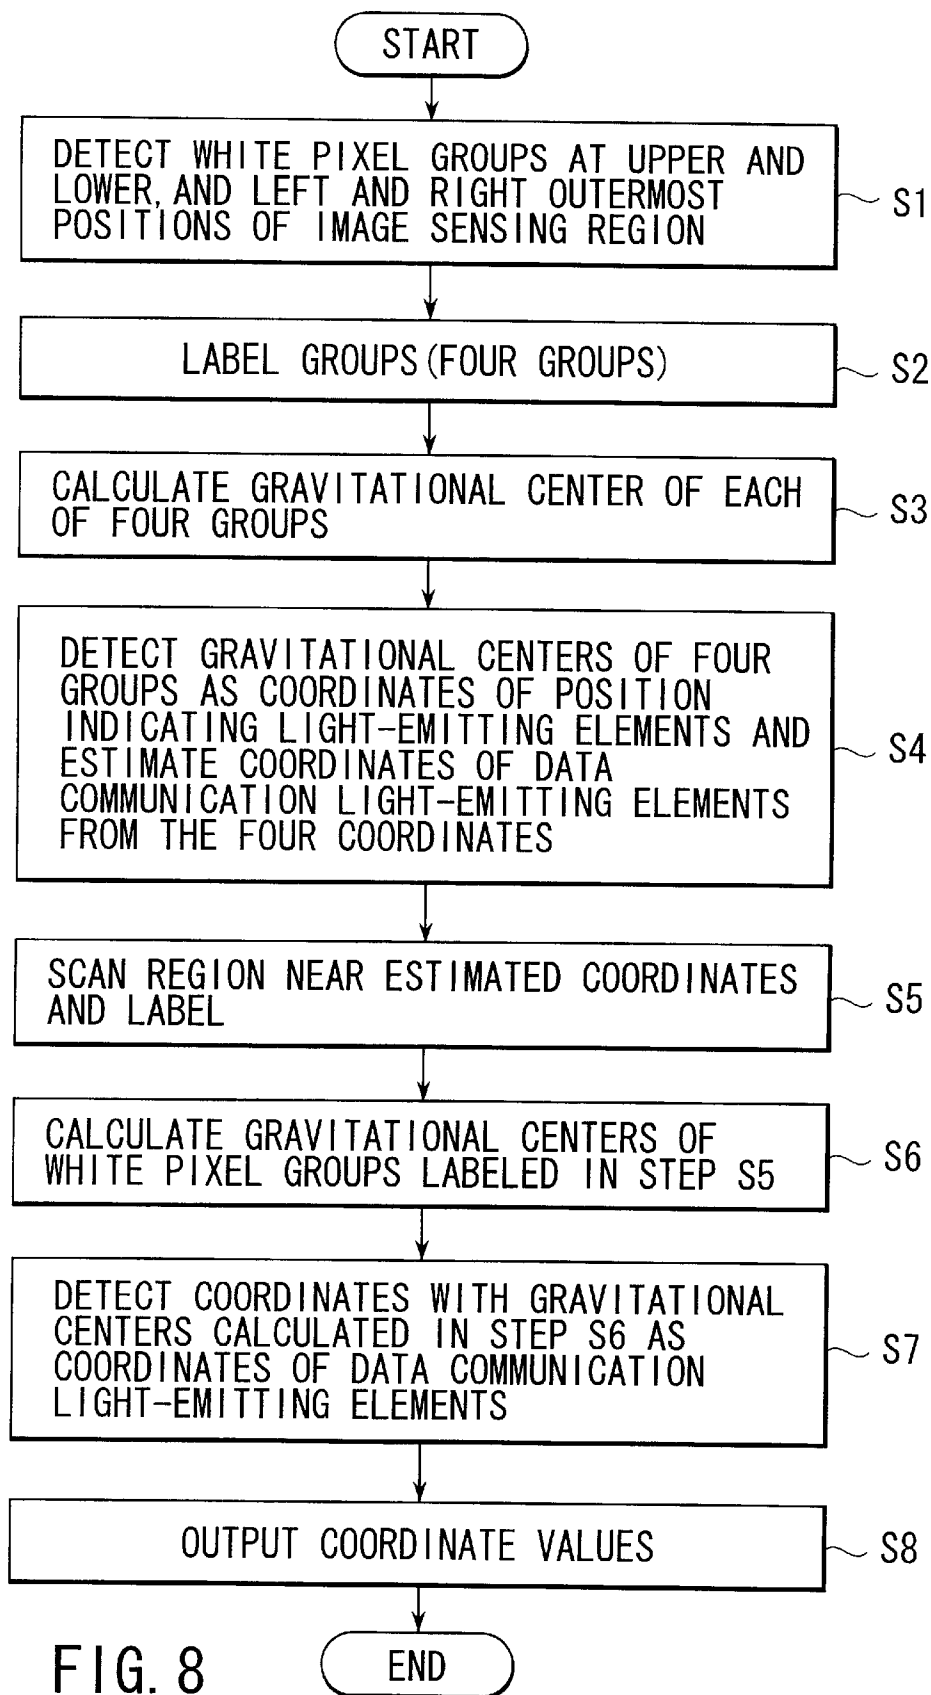 START
DETECT WHITE PIXEL GROUPS AT UPPER AND
LOWER, AND LEFT AND RIGHT OUTERMOST
POSITIONS OF IMAGE SENSING REGION
S1
LABEL GROUPS (FOUR GROUPS)
S2
CALCULATE GRAVITATIONAL CENTER OF EACH
OF FOUR GROUPS
S3
DETECT GRAVITATIONAL CENTERS OF FOUR
GROUPS AS COORDINATES OF POSITION
INDICATING LIGHT-EMITTING ELEMENTS AND
ESTIMATE COORDINATES OF DATA
COMMUNICATION LIGHT-EMITTING ELEMENTS
FROM THE FOUR COORDINATES
S4
SCAN REGION NEAR ESTIMATED COORDINATES
AND LABEL
S5
CALCULATE GRAVITATIONAL CENTERS OF
WHITE PIXEL GROUPS LABELED IN STEP S5
S6
DETECT COORDINATES WITH GRAVITATIONAL
CENTERS CALCULATED IN STEP S6 AS
COORDINATES OF DATA COMMUNICATION
LIGHT-EMITTING ELEMENTS
S7
OUTPUT COORDINATE VALUES
S8
END
FIG. 8